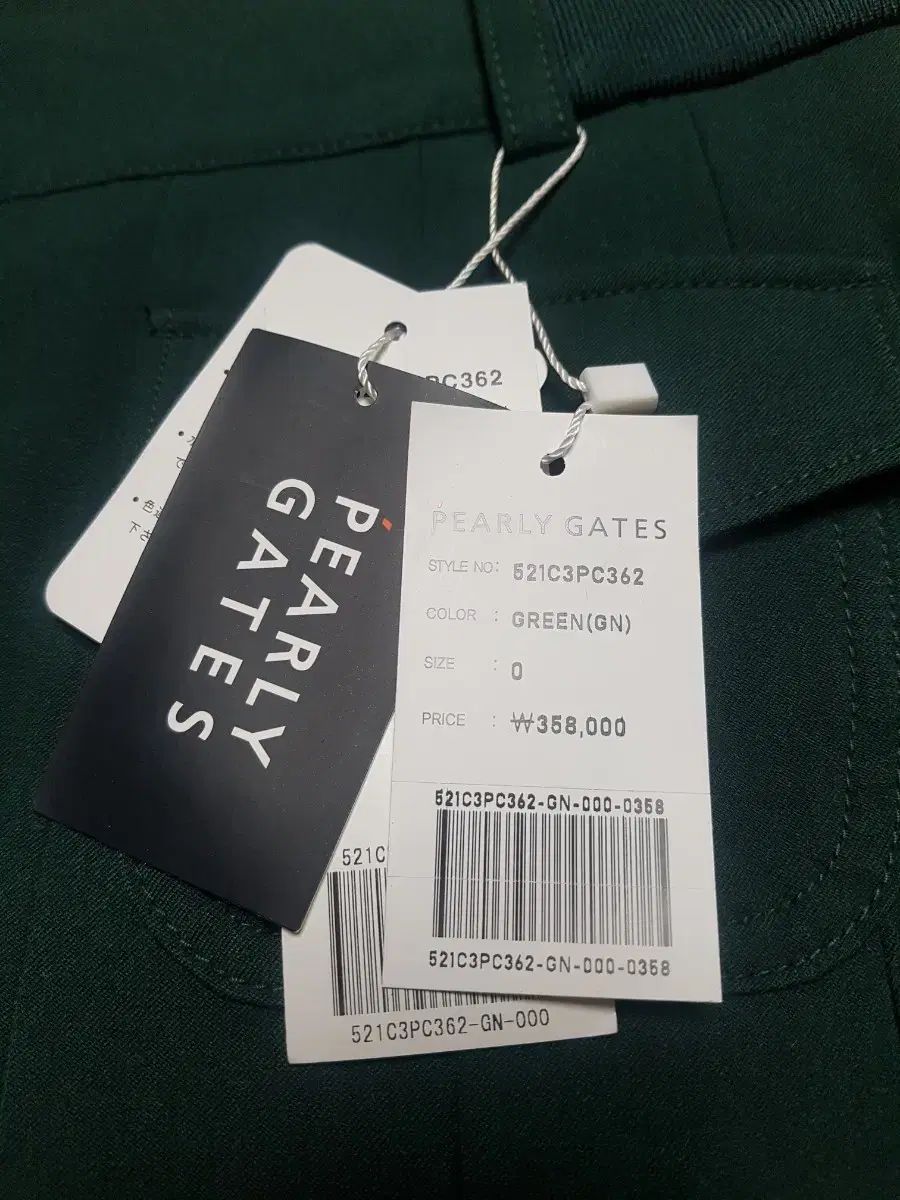 PC362
PEARLY
GATES
PEARLY GATES
STYLE NO: 521C3PC362
COLOR : GREEN(GN)
SIZE : 0
PRICE : ₩358,000
521C3PC362-GN-000-0358
521C3PC362-GN-000-0358
521C
521C3PC362-GN-000